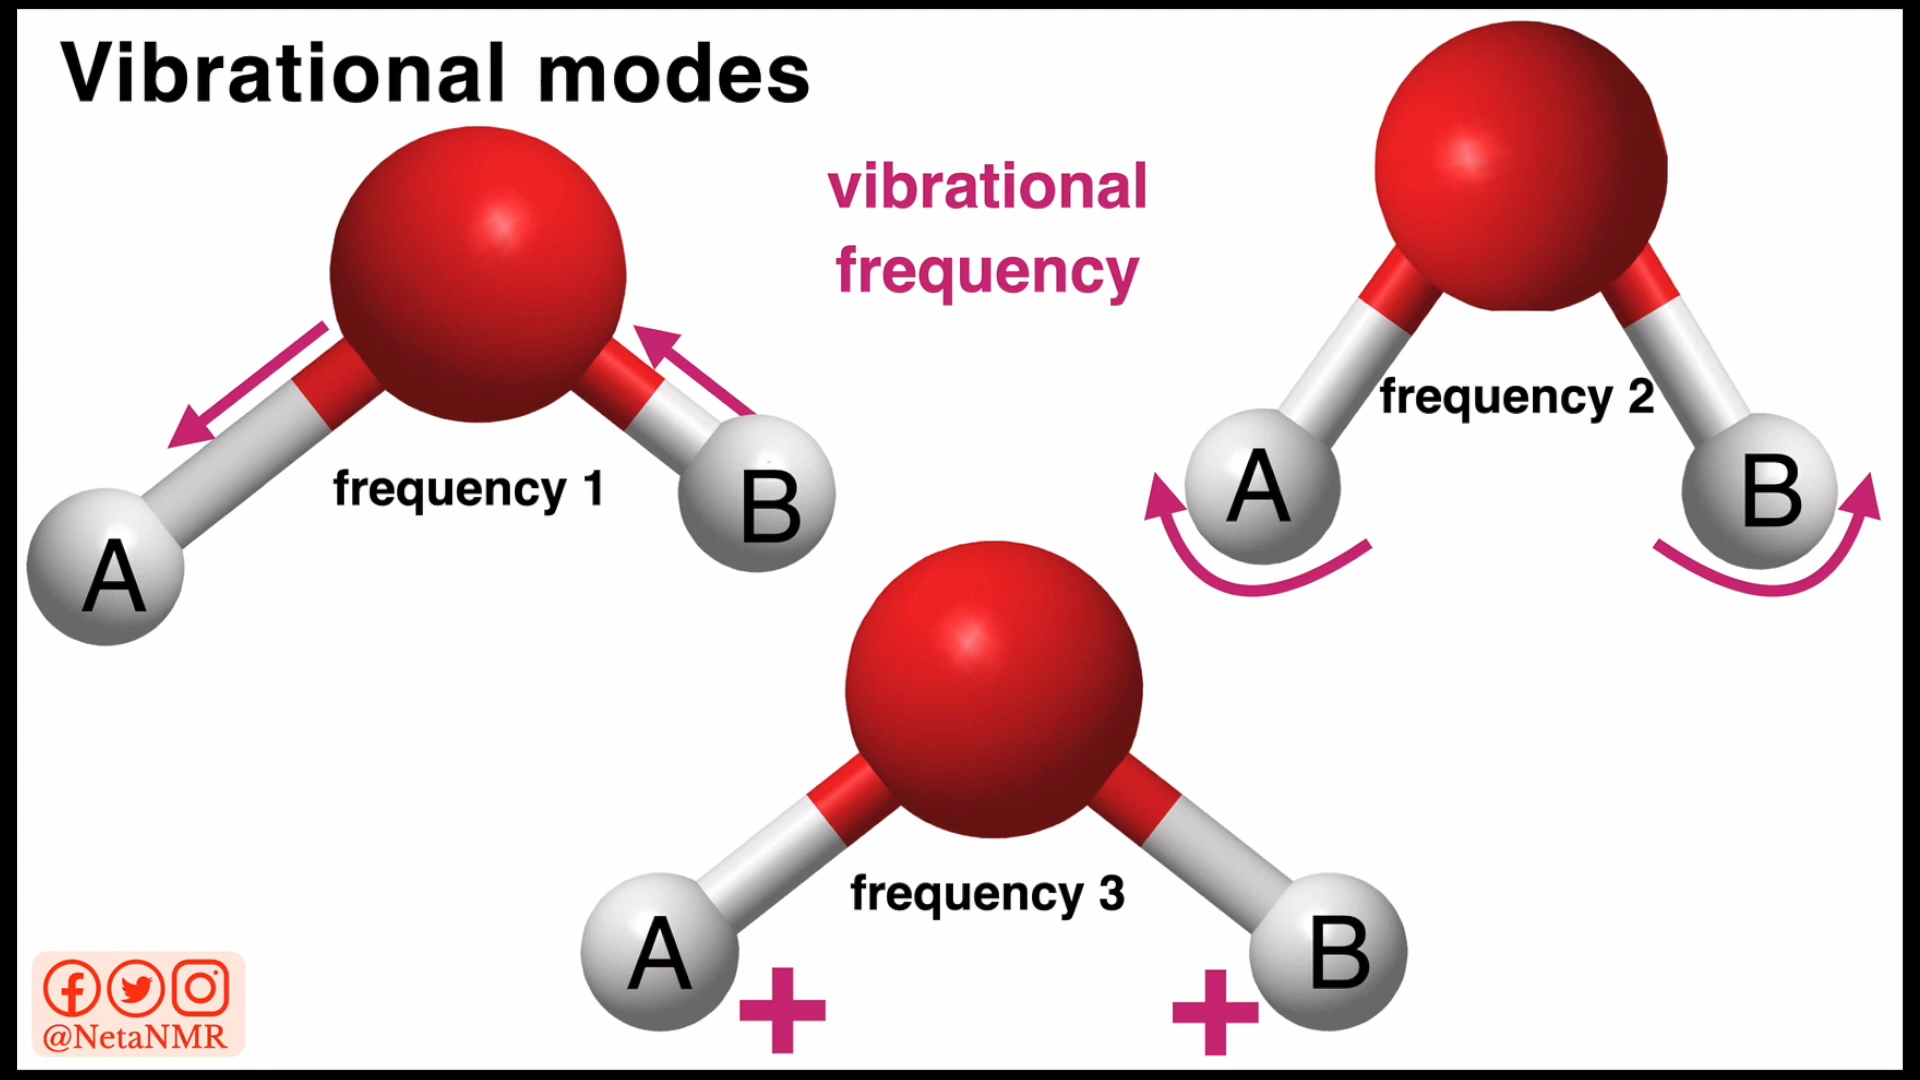 Vibrational modes
vibrational
frequency
A
frequency 1
B
A
frequency 2
B
A
frequency 3
B
+
+
@NetaNMR